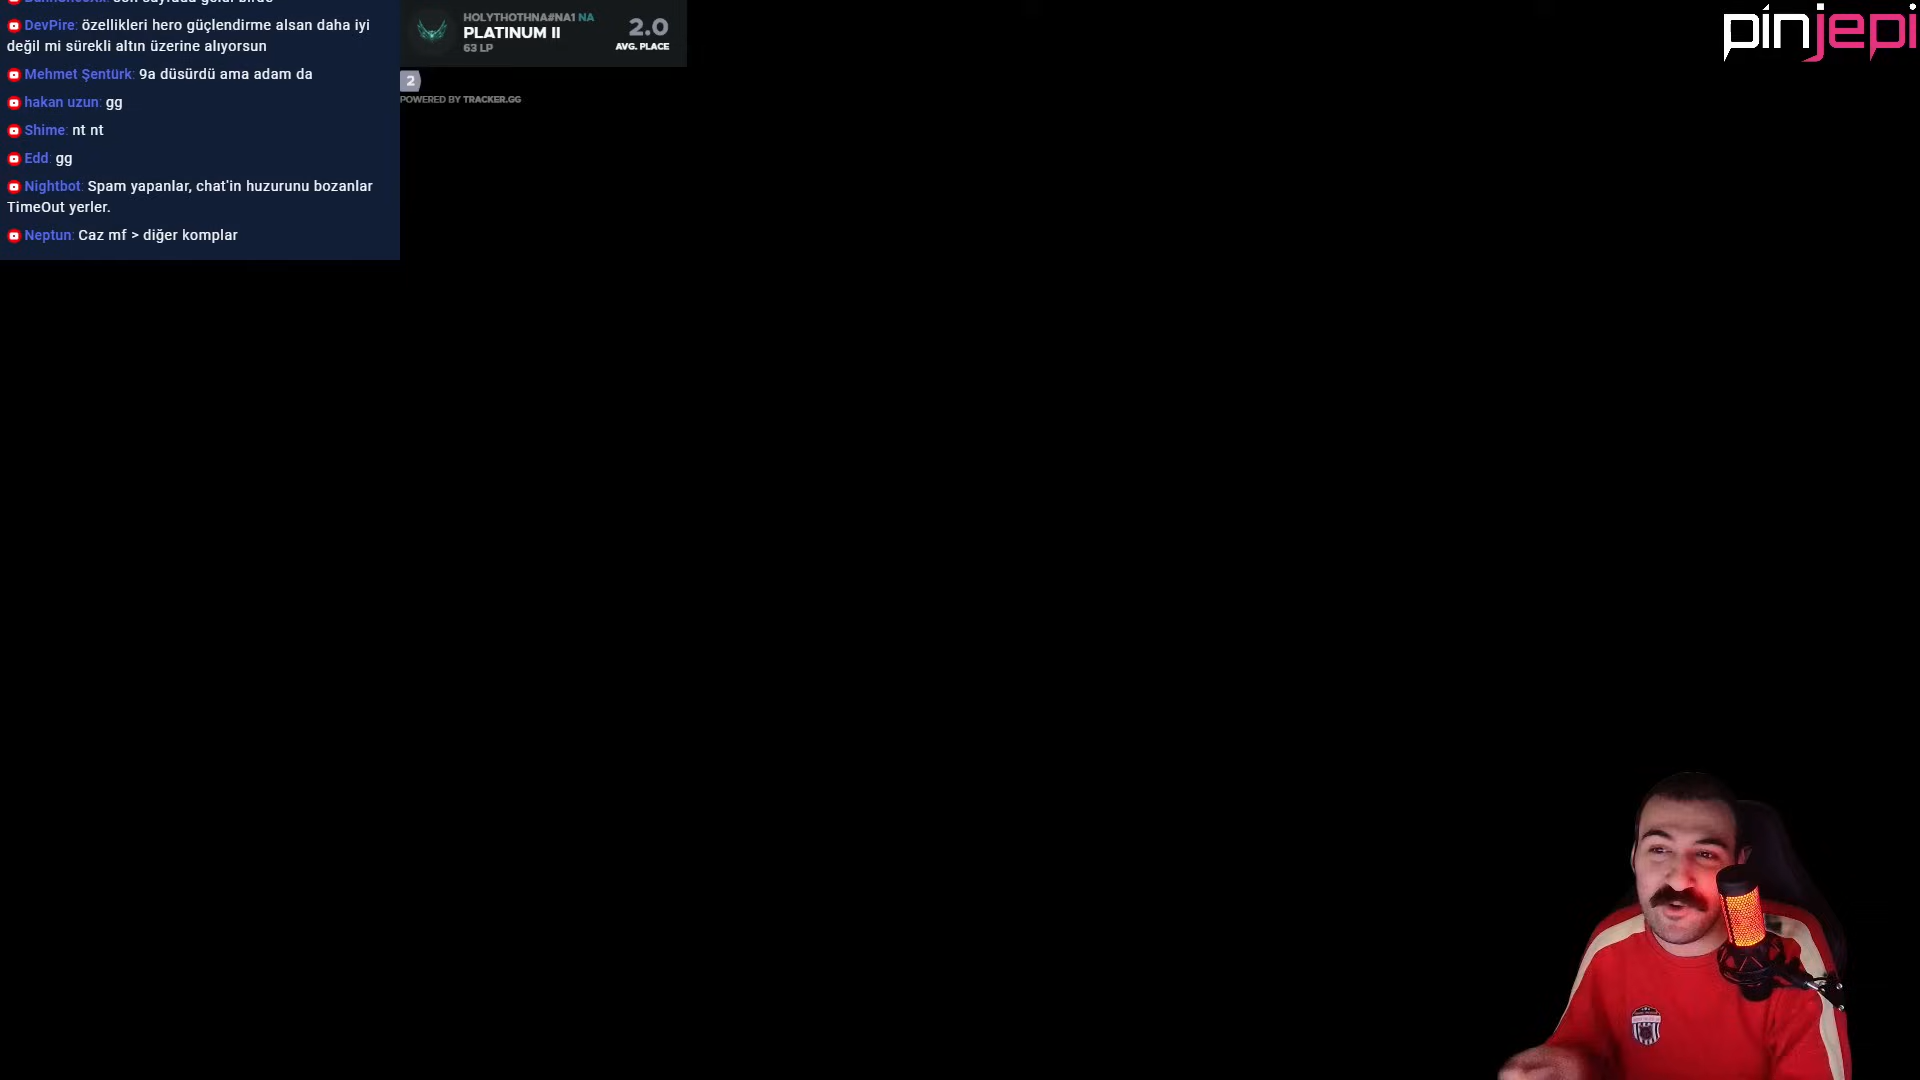 DevPire: özellikleri hero güçlendirme alsan daha iyi
değil mi sürekli altın üzerine alıyorsun
Mehmet Şentürk: 9a düsürdü ama adam da
hakan uzun: gg
Shime: nt nt
Edd: gg
Nightbot: Spam yapanlar, chat'in huzurunu bozanlar
TimeOut yerler.
Neptun: Caz mf > diğer komplar
HOLYTHOTHNA#NA1 NA
PLATINUM II
63 LP
2.0
AVG. PLACE
2
POWERED BY TRACKER.GG
pinjepi